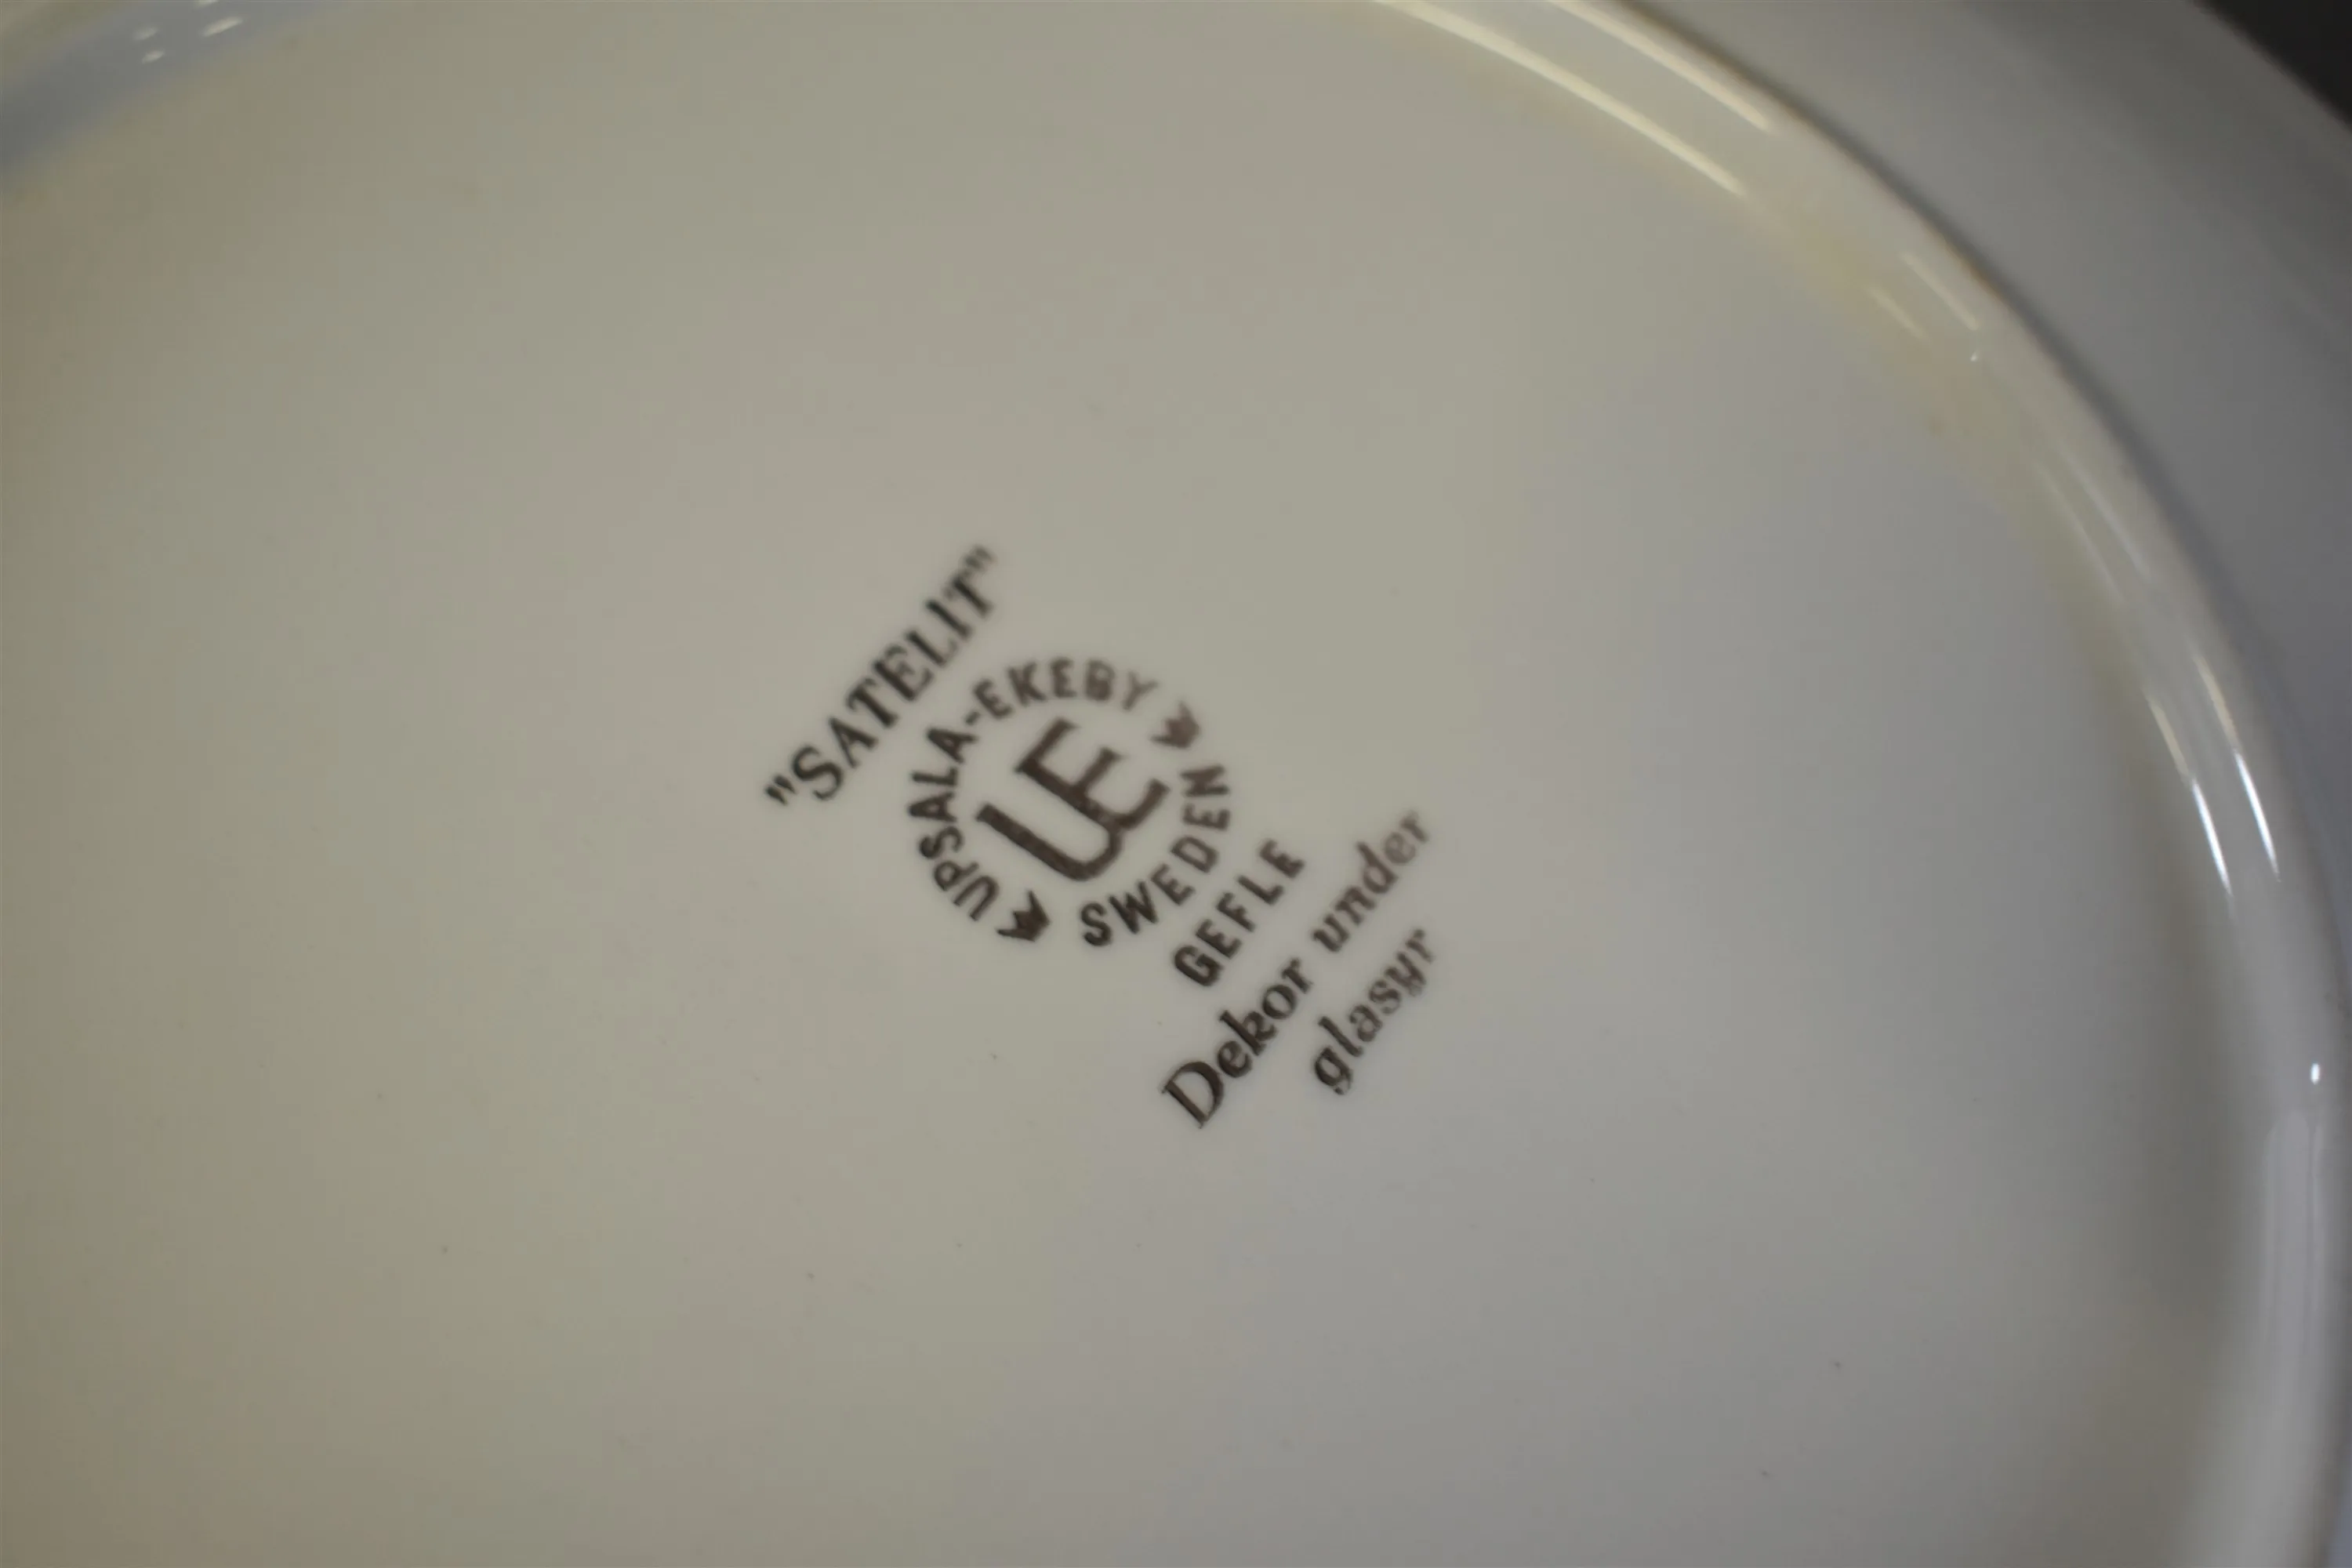 "SATELIT"
UPSALA-EKEBY
UE
SWEDEN
GEFLE
Dekor under
glasyr